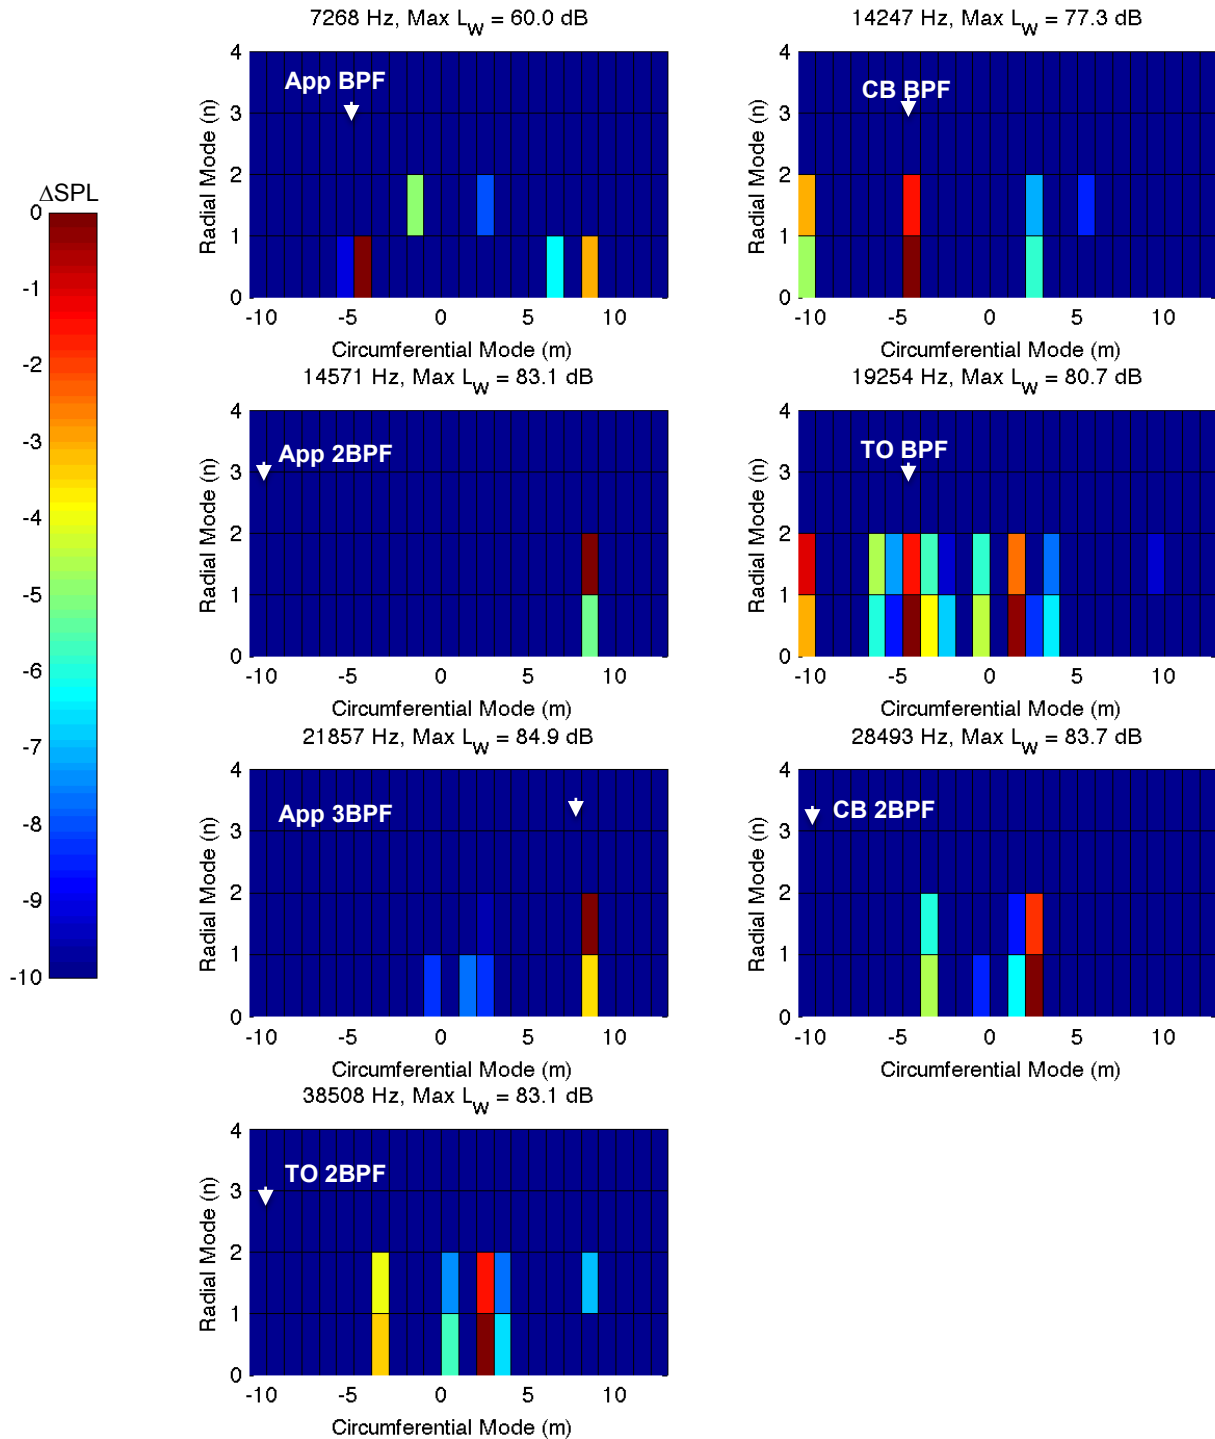 7268 Hz, Max LW = 60.0 dB
14247 Hz, Max LW = 77.3 dB
App BPF
CB BPF
Radial Mode (n)
4
3
2
1
0
Radial Mode (n)
4
3
2
1
0
-10 -5 0 5 10
-10 -5 0 5 10
Circumferential Mode (m)
Circumferential Mode (m)
ΔSPL
0
-1
-2
-3
-4
-5
-6
-7
-8
-9
-10
14571 Hz, Max LW = 83.1 dB
19254 Hz, Max LW = 80.7 dB
App 2BPF
TO BPF
Radial Mode (n)
4
3
2
1
0
Radial Mode (n)
4
3
2
1
0
-10 -5 0 5 10
-10 -5 0 5 10
Circumferential Mode (m)
Circumferential Mode (m)
21857 Hz, Max LW = 84.9 dB
28493 Hz, Max LW = 83.7 dB
App 3BPF
CB 2BPF
Radial Mode (n)
4
3
2
1
0
Radial Mode (n)
4
3
2
1
0
-10 -5 0 5 10
-10 -5 0 5 10
Circumferential Mode (m)
Circumferential Mode (m)
38508 Hz, Max LW = 83.1 dB
TO 2BPF
Radial Mode (n)
4
3
2
1
0
-10 -5 0 5 10
Circumferential Mode (m)